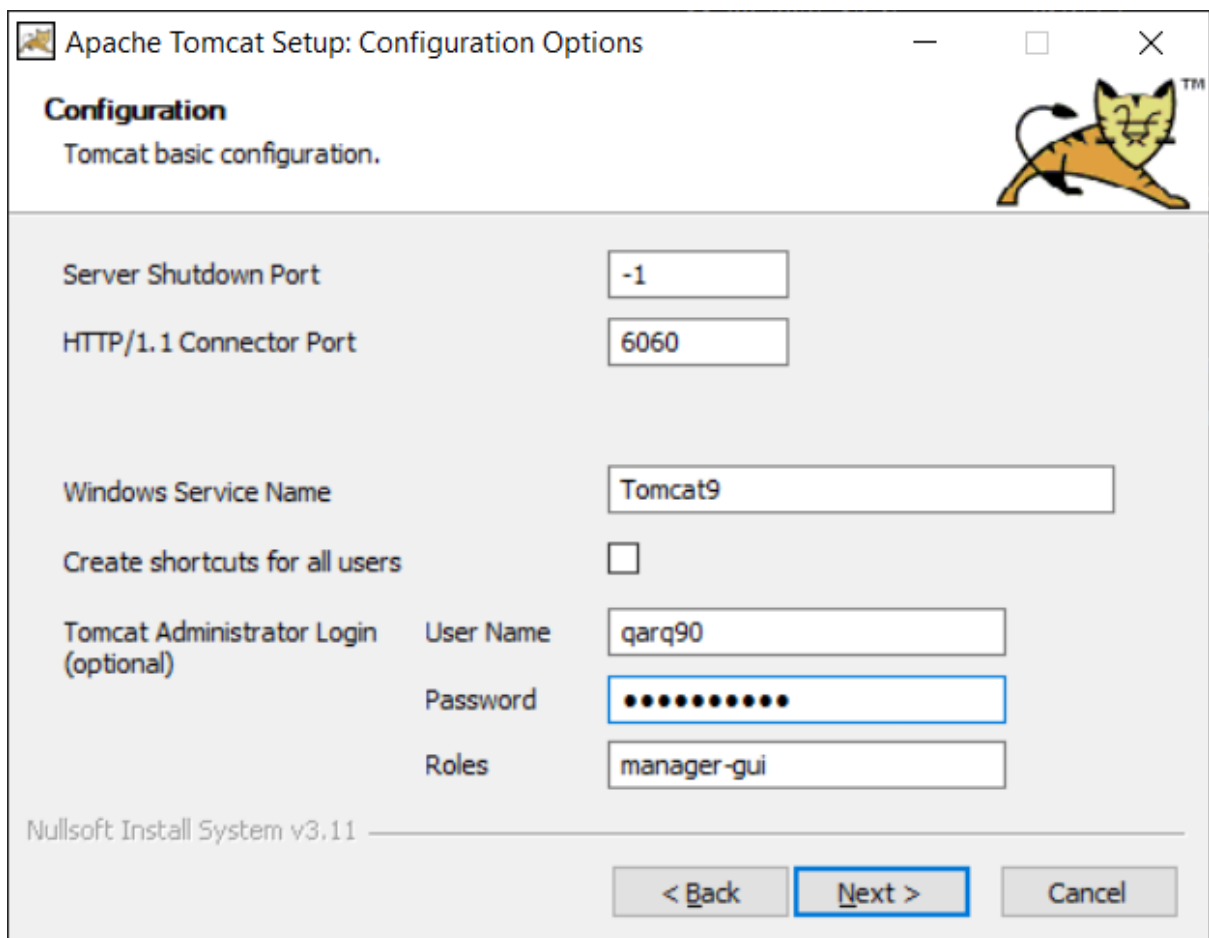 Apache Tomcat Setup: Configuration Options
Configuration
Tomcat basic configuration.
TM
Server Shutdown Port -1
HTTP/1.1 Connector Port 6060
Windows Service Name Tomcat9
Create shortcuts for all users
Tomcat Administrator Login User Name qarq90
(optional)
Password ●●●●●●●●●●
Roles manager-gui
Nullsoft Install System v3.11
< Back Next > Cancel